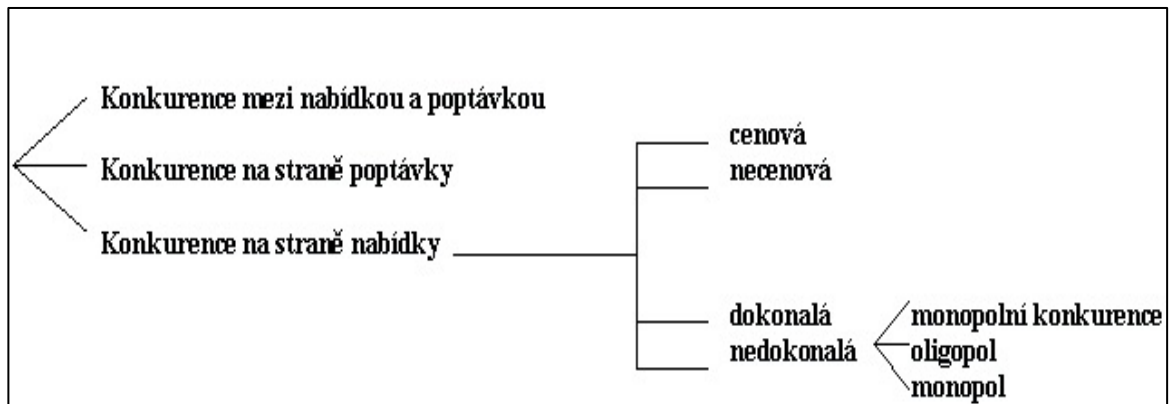 Konkurence mezi nabídkou a poptávkou
Konkurence na straně poptávky
Konkurence na straně nabídky
cenová
necenová
dokonalá
nedokonalá
monopolní konkurence
oligopol
monopol